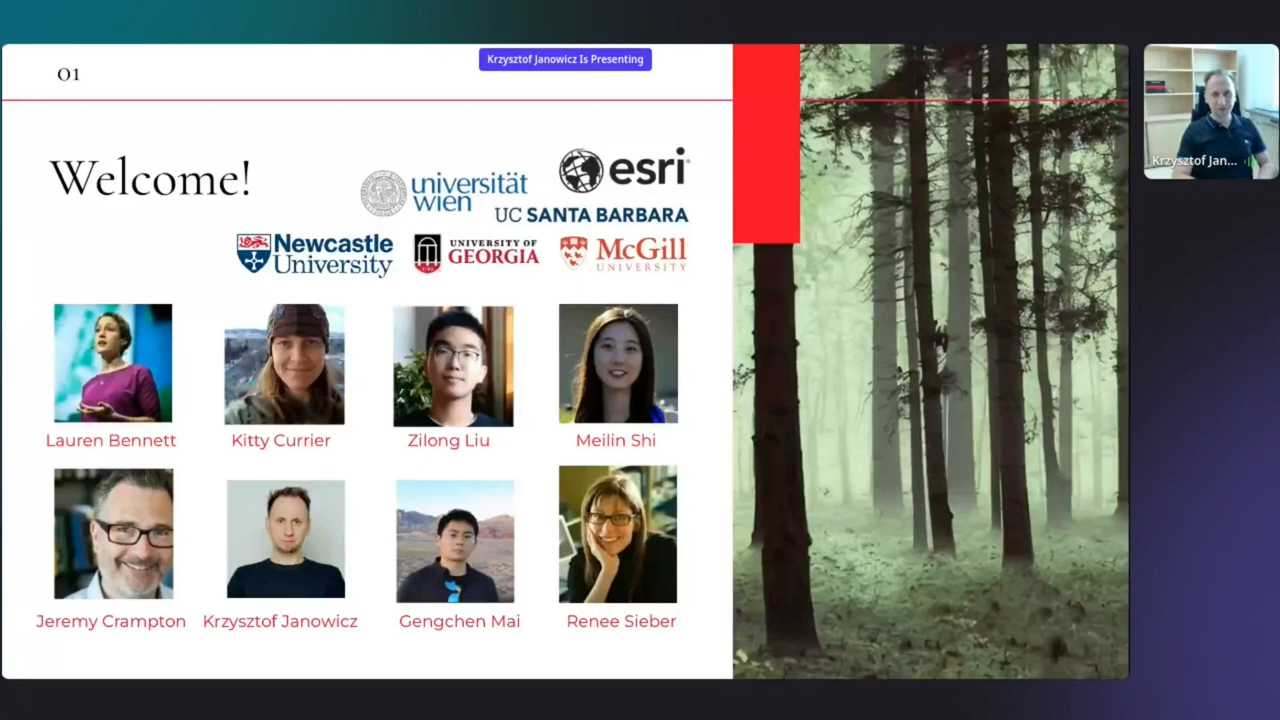 Krzysztof Janowicz Is Presenting
01
Welcome!
universität
wien
esri
UC SANTA BARBARA
Newcastle
University
UNIVERSITY OF
GEORGIA
McGill
UNIVERSITY
Krzysztof Jan...
Lauren Bennett
Kitty Currier
Zilong Liu
Meilin Shi
Jeremy Crampton
Krzysztof Janowicz
Gengchen Mai
Renee Sieber